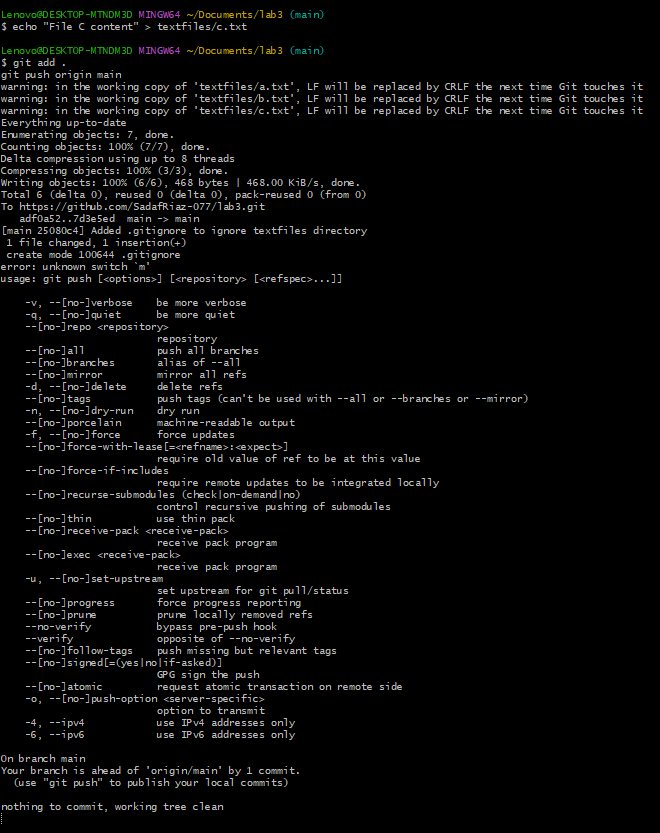 Lenovo@DESKTOP-MTNDM3D MINGW64 ~/Documents/lab3 (main)
$ echo "File C content" > textfiles/c.txt
Lenovo@DESKTOP-MTNDM3D MINGW64 ~/Documents/lab3 (main)
$ git add .
git push origin main
warning: in the working copy of 'textfiles/a.txt', LF will be replaced by CRLF the next time Git touches it
warning: in the working copy of 'textfiles/b.txt', LF will be replaced by CRLF the next time Git touches it
warning: in the working copy of 'textfiles/c.txt', LF will be replaced by CRLF the next time Git touches it
Everything up-to-date
Enumerating objects: 7, done.
Counting objects: 100% (7/7), done.
Delta compression using up to 8 threads
Compressing objects: 100% (3/3), done.
Writing objects: 100% (6/6), 468 bytes | 468.00 KiB/s, done.
Total 6 (delta 0), reused 0 (delta 0), pack-reused 0 (from 0)
To https://github.com/SadafRiaz-077/lab3.git
   adf0a52..7d3e5ed  main -> main
[main 25080c4] Added .gitignore to ignore textfiles directory
 1 file changed, 1 insertion(+)
 create mode 100644 .gitignore
error: unknown switch `m'
usage: git push [<options>] [<repository> [<refspec>...]]
    -v, --[no-]verbose    be more verbose
    -q, --[no-]quiet      be more quiet
    --[no-]repo <repository>
                          repository
    --[no-]all            push all branches
    --[no-]branches       alias of --all
    --[no-]mirror         mirror all refs
    -d, --[no-]delete     delete refs
    --[no-]tags           push tags (can't be used with --all or --branches or --mirror)
    -n, --[no-]dry-run    dry run
    --[no-]porcelain      machine-readable output
    -f, --[no-]force      force updates
    --[no-]force-with-lease[=<refname>:<expect>]
                          require old value of ref to be at this value
    --[no-]force-if-includes
                          require remote updates to be integrated locally
    --[no-]recurse-submodules (check|on-demand|no)
                          control recursive pushing of submodules
    --[no-]thin           use thin pack
    --[no-]receive-pack <receive-pack>
                          receive pack program
    --[no-]exec <receive-pack>
                          receive pack program
    -u, --[no-]set-upstream
                          set upstream for git pull/status
    --[no-]progress       force progress reporting
    --[no-]prune          prune locally removed refs
    --no-verify           bypass pre-push hook
    --verify              opposite of --no-verify
    --[no-]follow-tags    push missing but relevant tags
    --[no-]signed[=(yes|no|if-asked)]
                          GPG sign the push
    --[no-]atomic         request atomic transaction on remote side
    -o, --[no-]push-option <server-specific>
                          option to transmit
    -4, --ipv4            use IPv4 addresses only
    -6, --ipv6            use IPv6 addresses only
On branch main
Your branch is ahead of 'origin/main' by 1 commit.
  (use "git push" to publish your local commits)
nothing to commit, working tree clean